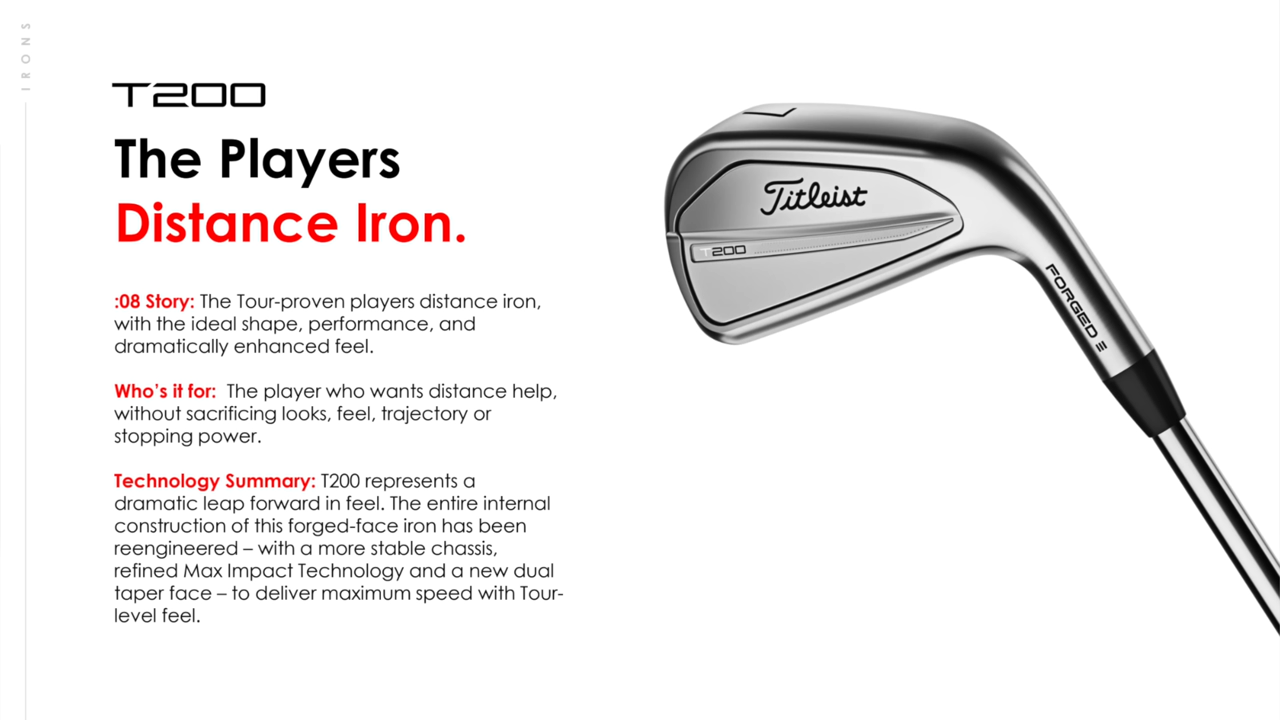 IRONS
T200
The Players
Distance Iron.
:08 Story: The Tour-proven players distance iron,
with the ideal shape, performance, and
dramatically enhanced feel.
Who's it for:  The player who wants distance help,
without sacrificing looks, feel, trajectory or
stopping power.
Technology Summary: T200 represents a
dramatic leap forward in feel. The entire internal
construction of this forged-face iron has been
reengineered – with a more stable chassis,
refined Max Impact Technology and a new dual
taper face – to deliver maximum speed with Tour-
level feel.
Titleist
T200
FORGED